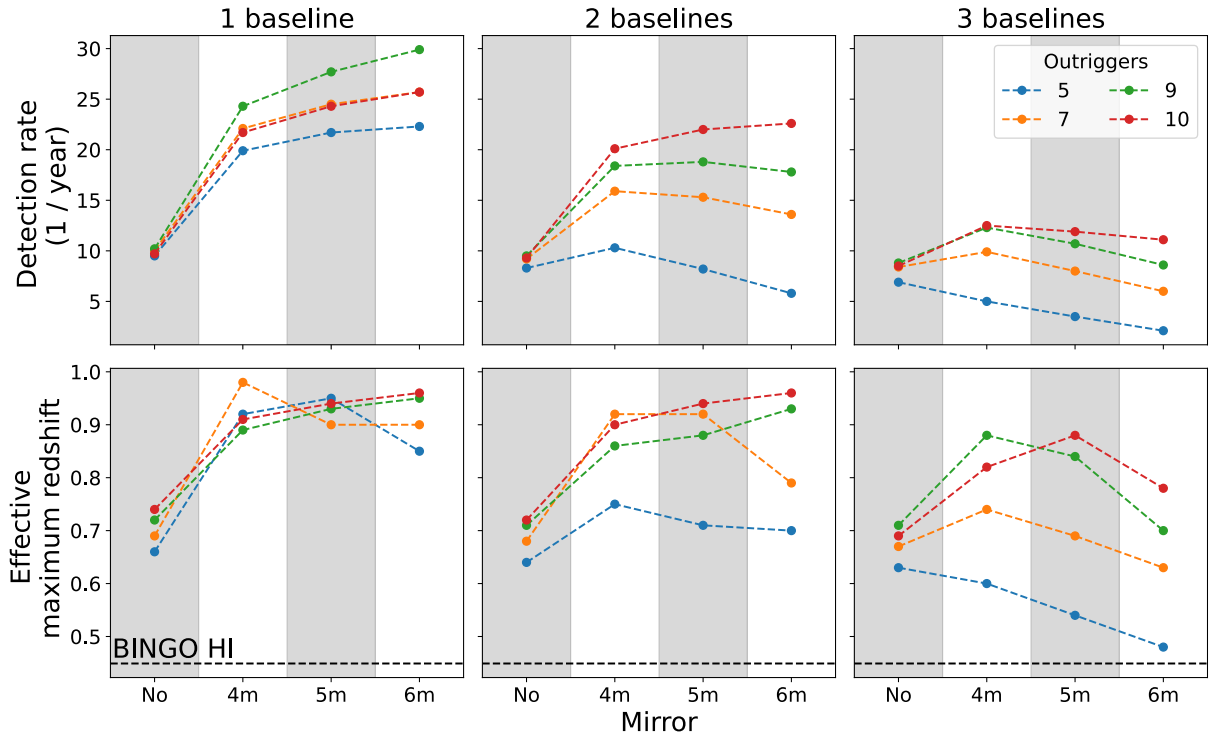 1 baseline
2 baselines
3 baselines
Detection rate
(1 / year)
30
25
20
15
10
5
Outriggers
5
9
7
10
Effective
maximum redshift
1.0
0.9
0.8
0.7
0.6
0.5
BINGO HI
No 4m 5m 6m
No 4m 5m 6m
No 4m 5m 6m
Mirror